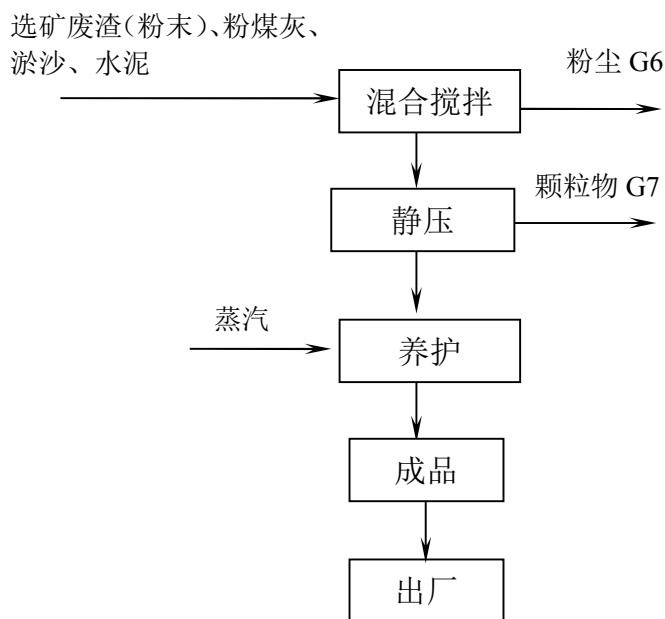 选矿废渣(粉末)、粉煤灰、
淤沙、水泥
粉尘 G6
混合搅拌
颗粒物 G7
静压
蒸汽
养护
成品
出厂